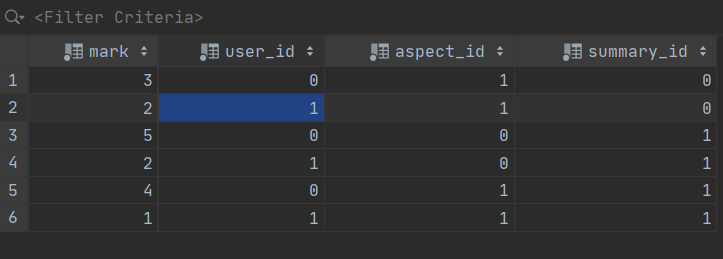 <Filter Criteria>
mark user_id aspect_id summary_id
1 3 0 1 0
2 2 1 1 0
3 5 0 0 1
4 2 1 0 1
5 4 0 1 1
6 1 1 1 1